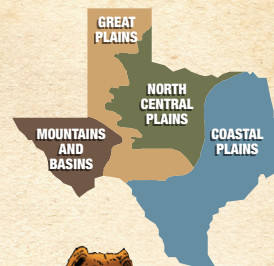 GREAT
PLAINS
NORTH
CENTRAL
PLAINS
MOUNTAINS
AND
BASINS
COASTAL
PLAINS